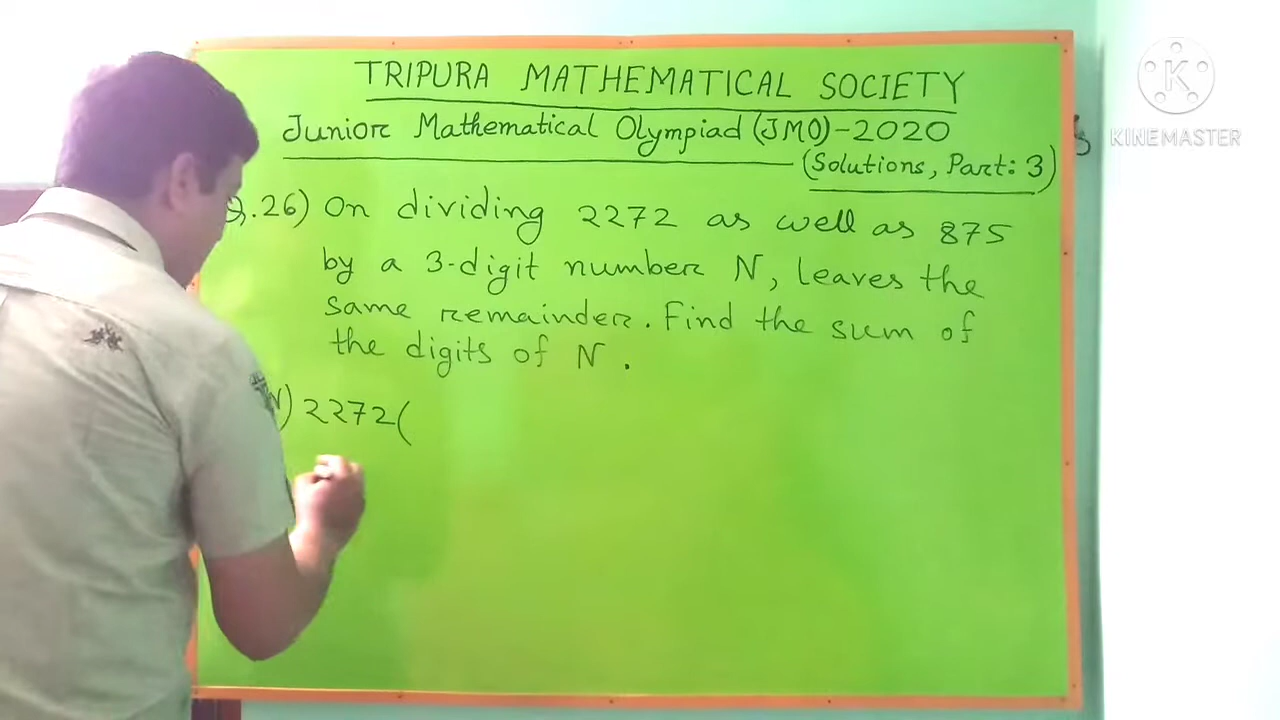 TRIPURA MATHEMATICAL SOCIETY
Junior Mathematical Olympiad (JMO)-2020
(Solutions, Part: 3)
Q.26) On dividing 2272 as well as 875
by a 3-digit number N, leaves the
same remainder. Find the sum of
the digits of N.
N) 2272 (
K
KINEMASTER